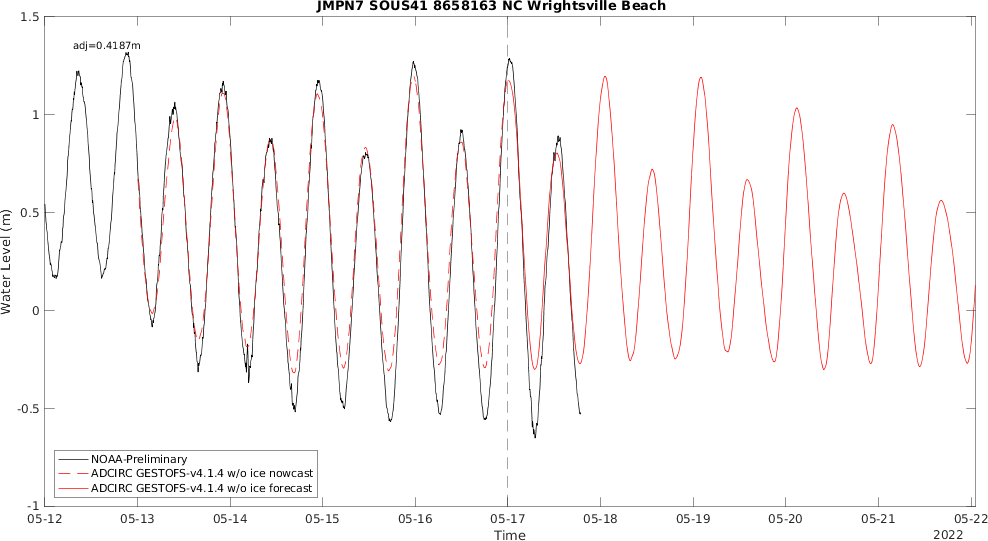 JMPN7 SOUS41 8658163 NC Wrightsville Beach
adj=0.4187m
1.5
1
0.5
0
-0.5
-1
Water Level (m)
NOAA-Preliminary
ADCIRC GESTOFS-v4.1.4 w/o ice nowcast
ADCIRC GESTOFS-v4.1.4 w/o ice forecast
05-12 05-13 05-14 05-15 05-16 05-17 05-18 05-19 05-20 05-21 05-22
Time
2022